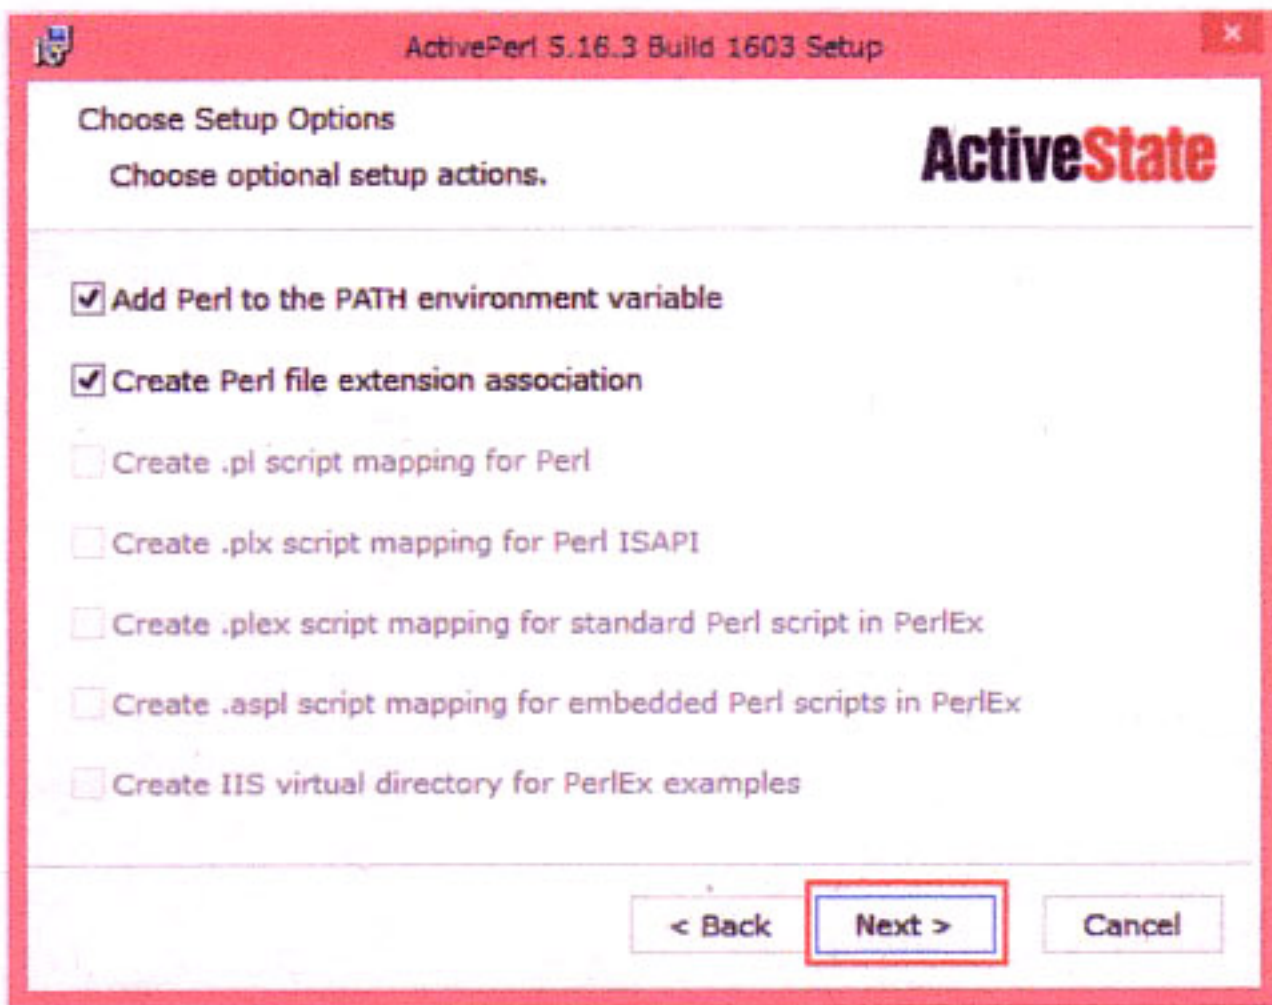 ActivePerl 5.16.3 Build 1603 Setup
Choose Setup Options
Choose optional setup actions.
ActiveState
Add Perl to the PATH environment variable
Create Perl file extension association
Create .pl script mapping for Perl
Create .plx script mapping for Perl ISAPI
Create .plex script mapping for standard Perl script in PerlEx
Create .aspl script mapping for embedded Perl scripts in PerlEx
Create IIS virtual directory for PerlEx examples
< Back Next > Cancel